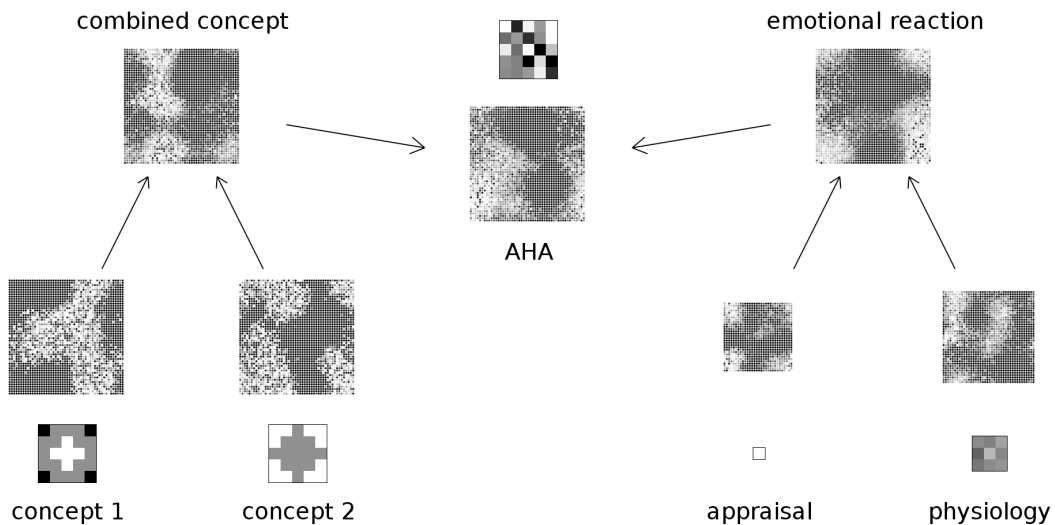 combined concept
emotional reaction
AHA
concept 1
concept 2
appraisal
physiology